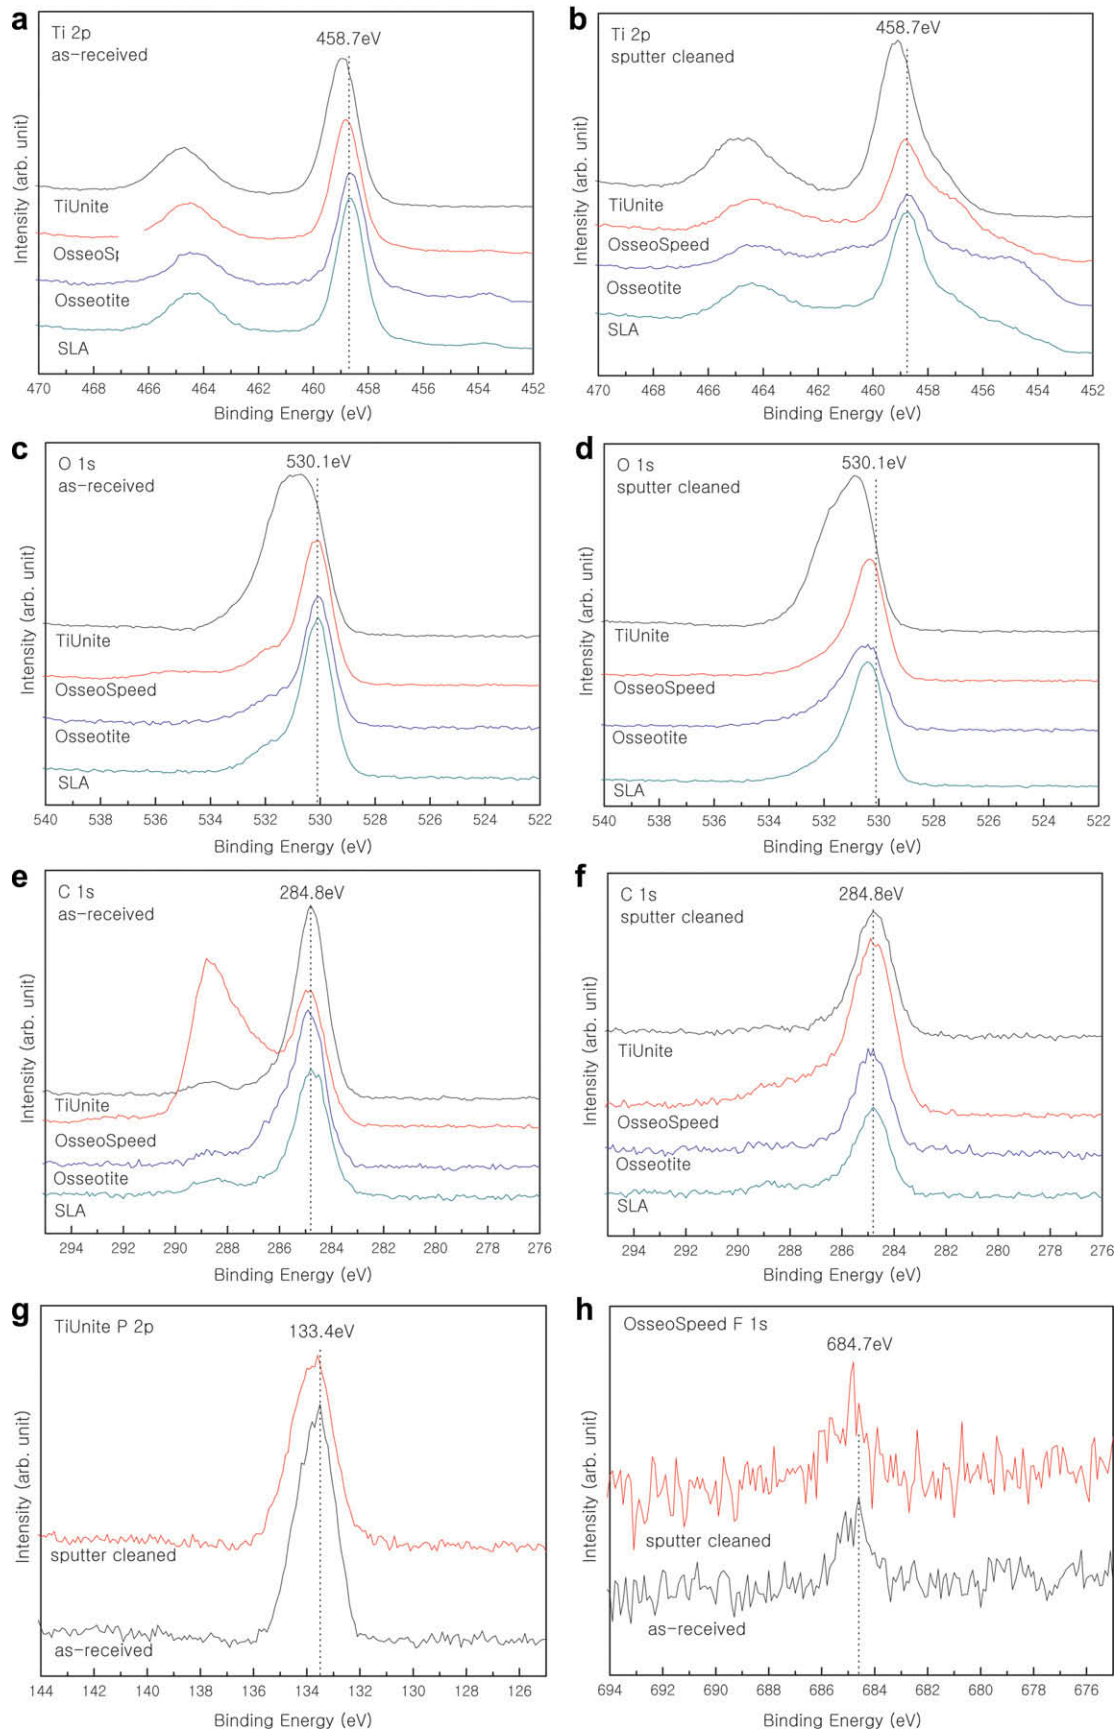 a
Ti 2p
as-received
458.7eV
TiUnite
OsseoSp
Osseotite
SLA
Intensity (arb. unit)
470 468 466 464 462 460 458 456 454 452
Binding Energy (eV)
b
Ti 2p
sputter cleaned
458.7eV
TiUnite
OsseoSpeed
Osseotite
SLA
Intensity (arb. unit)
470 468 466 464 462 460 458 456 454 452
Binding Energy (eV)
c
O 1s
as-received
530.1eV
TiUnite
OsseoSpeed
Osseotite
SLA
Intensity (arb. unit)
540 538 536 534 532 530 528 526 524 522
Binding Energy (eV)
d
O 1s
sputter cleaned
530.1eV
TiUnite
OsseoSpeed
Osseotite
SLA
Intensity (arb. unit)
540 538 536 534 532 530 528 526 524 522
Binding Energy (eV)
e
C 1s
as-received
284.8eV
TiUnite
OsseoSpeed
Osseotite
SLA
Intensity (arb. unit)
294 292 290 288 286 284 282 280 278 276
Binding Energy (eV)
f
C 1s
sputter cleaned
284.8eV
TiUnite
OsseoSpeed
Osseotite
SLA
Intensity (arb. unit)
294 292 290 288 286 284 282 280 278 276
Binding Energy (eV)
g
TiUnite P 2p
133.4eV
sputter cleaned
as-received
Intensity (arb. unit)
144 142 140 138 136 134 132 130 128 126
Binding Energy (eV)
h
OsseoSpeed F 1s
684.7eV
sputter cleaned
as-received
Intensity (arb. unit)
694 692 690 688 686 684 682 680 678 676
Binding Energy (eV)